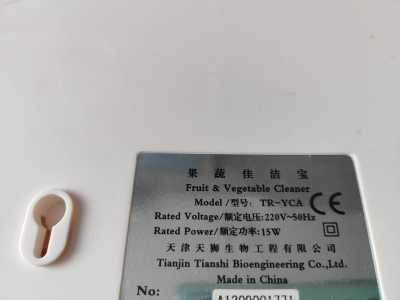 果 蔬 佳 洁 宝
Fruit & Vegetable Cleaner
Model/型号: TR-YCA CE
Rated Voltage/额定电压:220V~50Hz
Rated Power/额定功率:15W
天津天狮生物工程有限公司
Tianjin Tianshi Bioengineering Co.,Ltd.
Made in China
No: